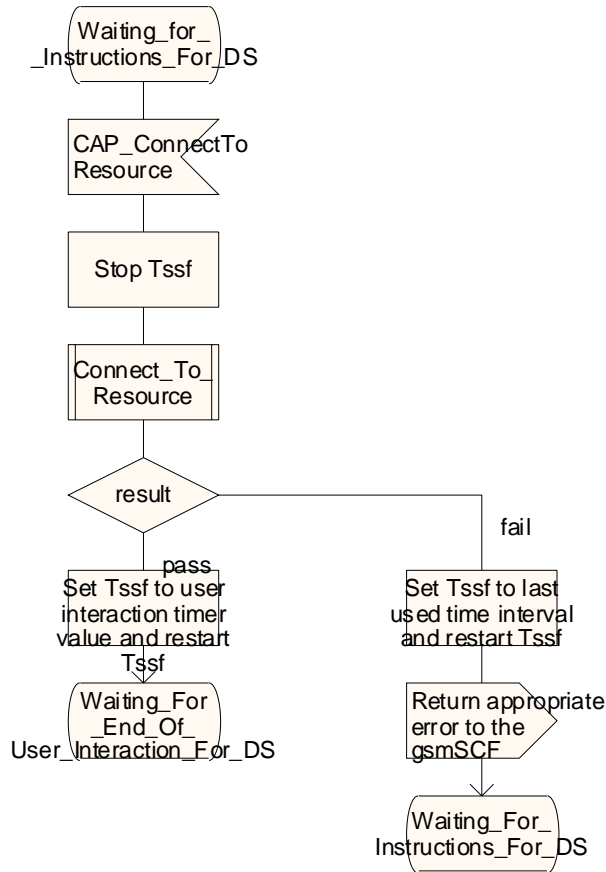 Waiting_for_
_Instructions_For_DS
CAP_ConnectTo
Resource
Stop Tssf
Connect_To_
Resource
result
fail
pass
Set Tssf to user
interaction timer
value and restart
Tssf
Set Tssf to last
used time interval
and restart Tssf
Waiting_For
_End_Of_
User_Interaction_For_DS
Return appropriate
error to the
gsmSCF
Waiting_For_
Instructions_For_DS